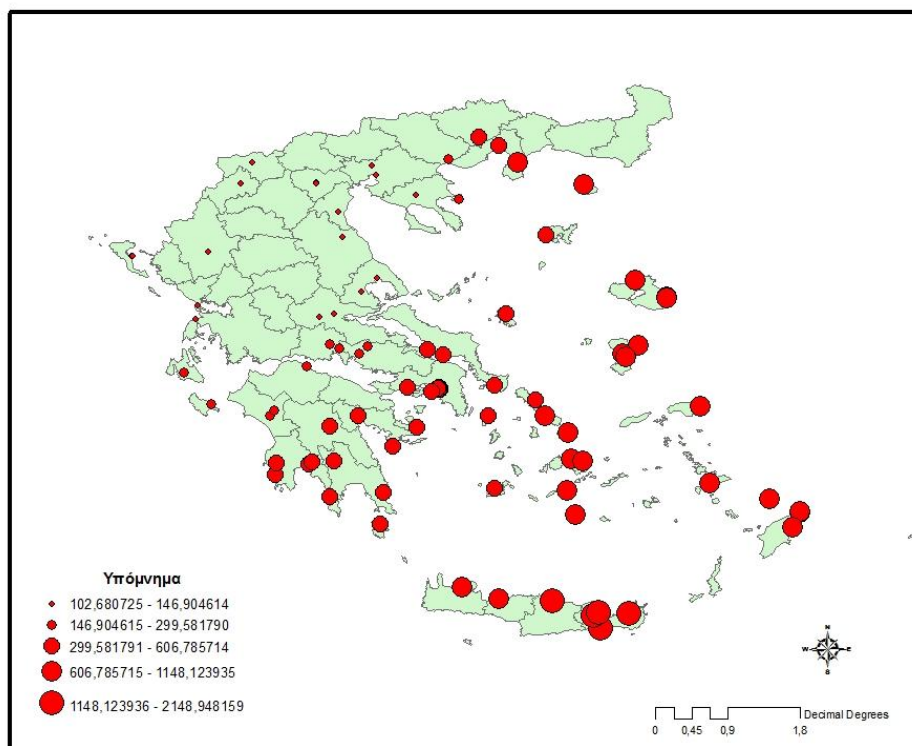 Υπόμνημα
102,680725 - 146,904614
146,904615 - 299,581790
299,581791 - 606,785714
606,785715 - 1148,123935
1148,123936 - 2148,948159
N
W E
S
Decimal Degrees
0 0,45 0,9 1,8